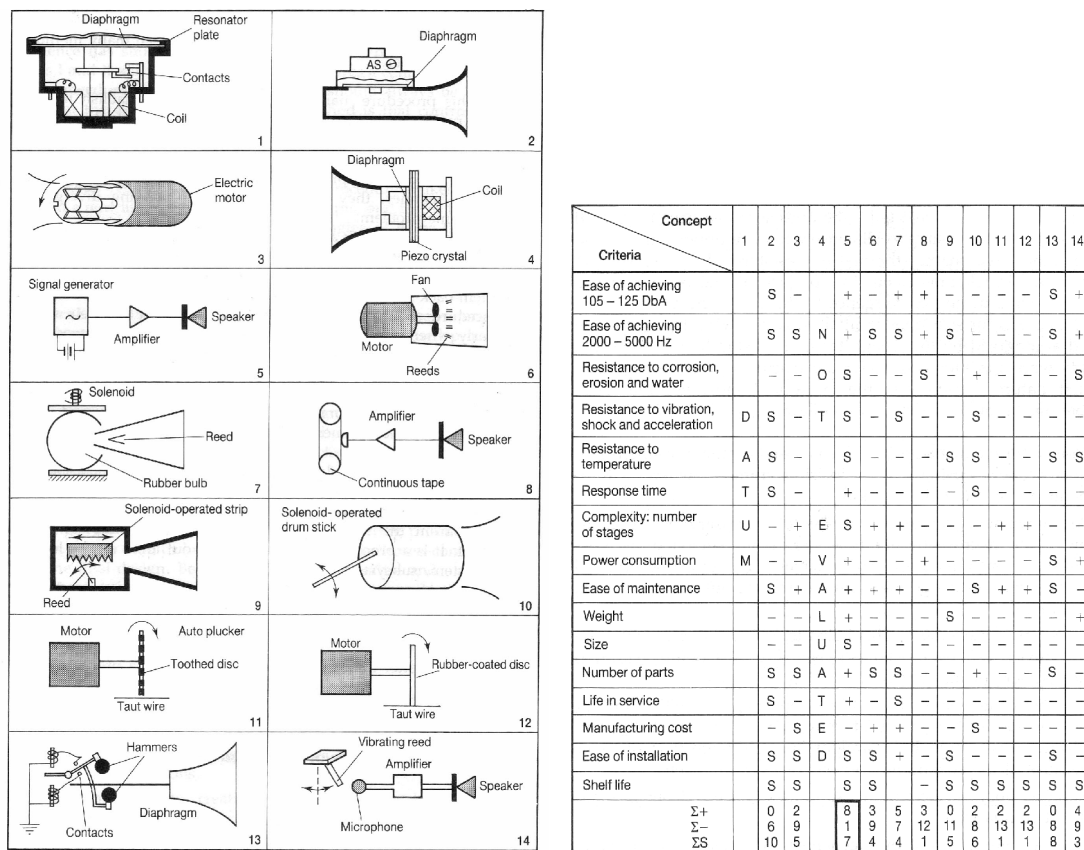 Diaphragm
Resonator
plate
Contacts
Coil
1
Diaphragm
AS
2
Electric
motor
3
Diaphragm
Coil
Piezo crystal
4
Signal generator
Amplifier
Speaker
5
Fan
Motor
Reeds
6
Solenoid
Reed
Rubber bulb
7
Amplifier
Speaker
Continuous tape
8
Solenoid-operated strip
Reed
9
Solenoid- operated
drum stick
10
Motor
Auto plucker
Toothed disc
Taut wire
11
Motor
Rubber-coated disc
Taut wire
12
Hammers
Diaphragm
Contacts
13
Vibrating reed
Amplifier
Speaker
Microphone
14
Concept
Criteria
1 2 3 4 5 6 7 8 9 10 11 12 13 14
Ease of achieving
105 – 125 DbA
S – + – + + – – – – S +
Ease of achieving
2000 – 5000 Hz
S S N + S S + S – – – S +
Resistance to corrosion,
erosion and water
– – O S – – S – + – – – S
Resistance to vibration,
shock and acceleration
D S – T S – S – – S – – – –
Resistance to
temperature
A S – S – – – S S – – S S
Response time
T S – + – – – – S – – – –
Complexity: number
of stages
U – + E S + + – – – + + – –
Power consumption
M – – V + – – + – – – – S +
Ease of maintenance
S + A + + + – – S + + S –
Weight
– – L + – – – S – – – – +
Size
– – U S – – – – – – – – –
Number of parts
S S A + S S – – + – – S –
Life in service
S – T + – S – – – – – – –
Manufacturing cost
– S E – + + – – S – – – –
Ease of installation
S S D S S + – S – – – S –
Shelf life
S S S S – S S S S S S
Σ+ 0 2 8 3 5 3 0 2 2 2 0 4
Σ– 6 9 1 9 7 12 11 8 13 13 8 9
ΣS 10 5 7 4 4 1 5 6 1 1 8 3